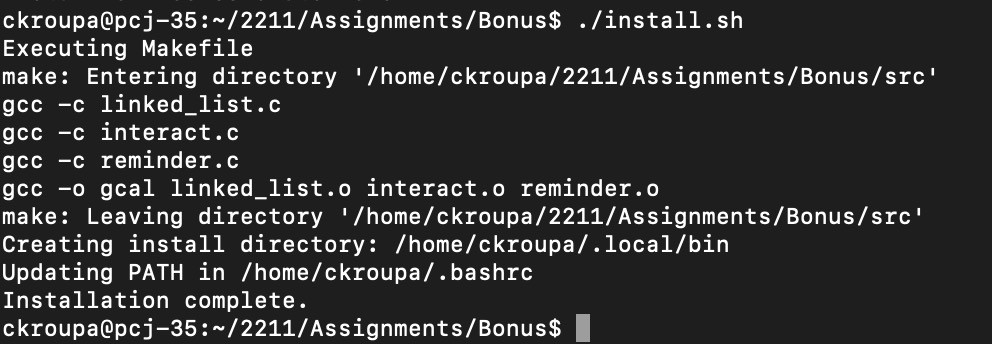 ckroupa@pcj-35:~/2211/Assignments/Bonus$ ./install.sh
Executing Makefile
make: Entering directory '/home/ckroupa/2211/Assignments/Bonus/src'
gcc -c linked_list.c
gcc -c interact.c
gcc -c reminder.c
gcc -o gcal linked_list.o interact.o reminder.o
make: Leaving directory '/home/ckroupa/2211/Assignments/Bonus/src'
Creating install directory: /home/ckroupa/.local/bin
Updating PATH in /home/ckroupa/.bashrc
Installation complete.
ckroupa@pcj-35:~/2211/Assignments/Bonus$